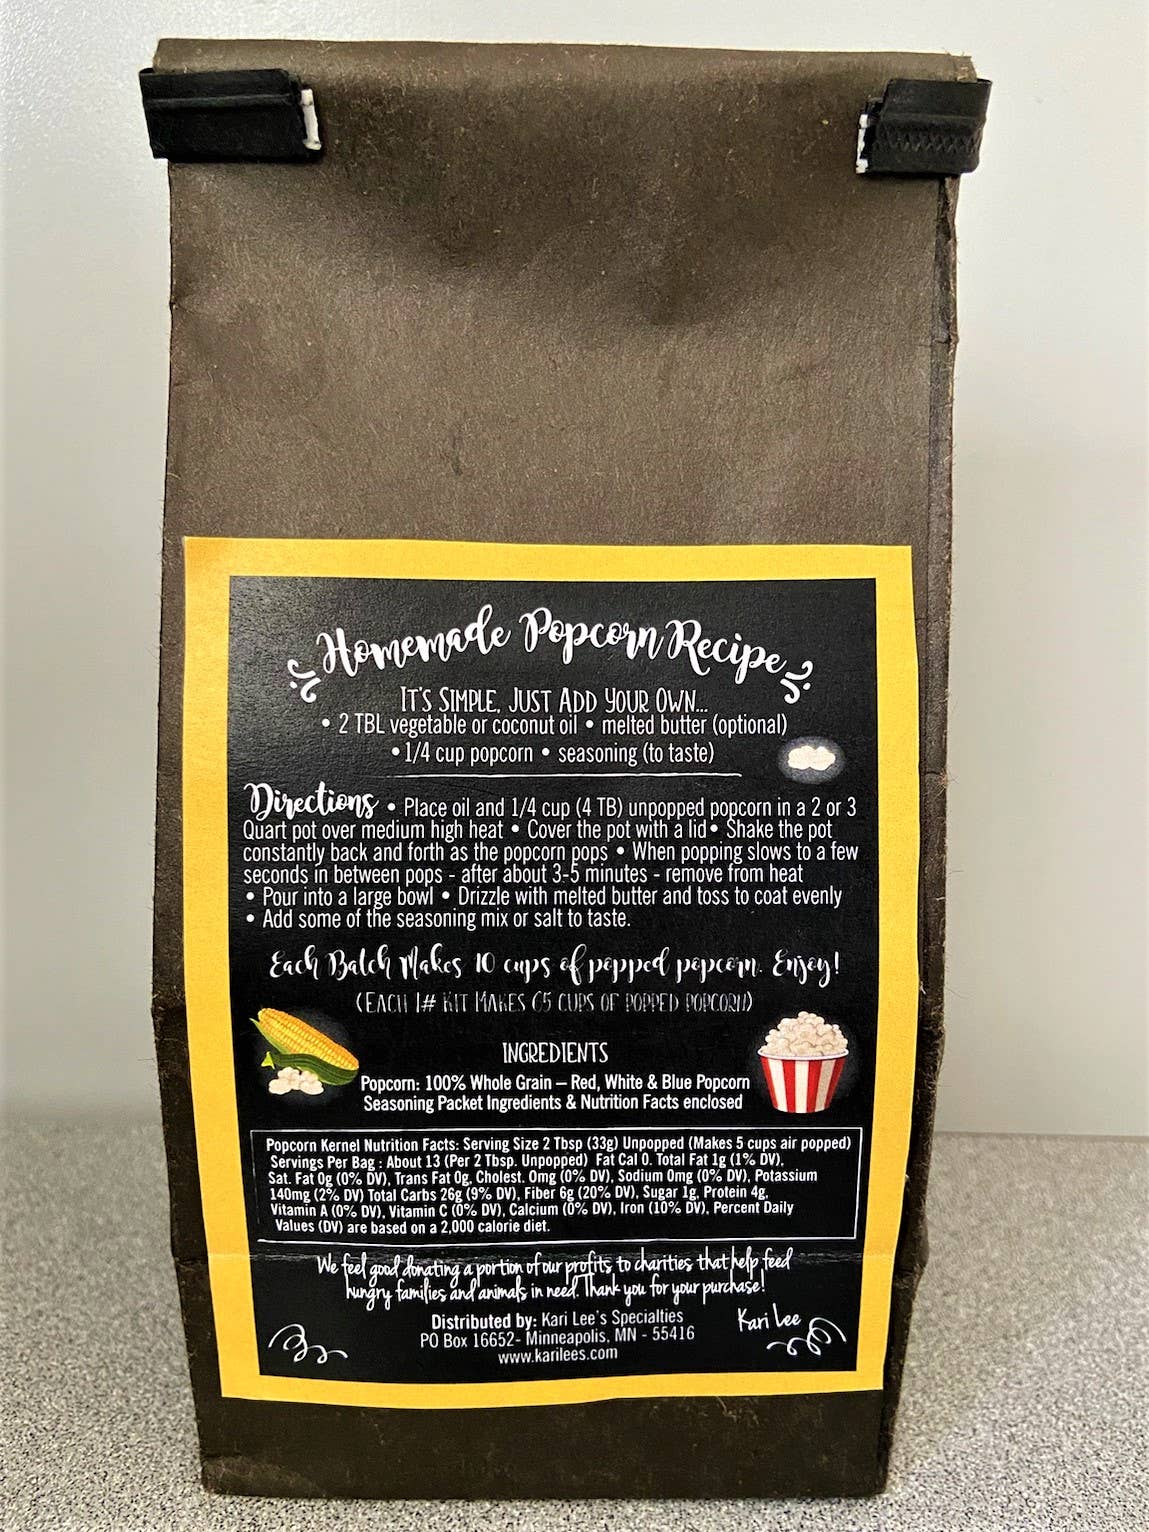 Homemade Popcorn Recipe
It's Simple, Just Add Your Own...
• 2 TBL vegetable or coconut oil • melted butter (optional)
• 1/4 cup popcorn • seasoning (to taste)
Directions • Place oil and 1/4 cup (4 TB) unpopped popcorn in a 2 or 3
Quart pot over medium high heat • Cover the pot with a lid • Shake the pot
constantly back and forth as the popcorn pops • When popping slows to a few
seconds in between pops - after about 3-5 minutes - remove from heat
• Pour into a large bowl • Drizzle with melted butter and toss to coat evenly
• Add some of the seasoning mix or salt to taste.
Each Batch Makes 10 cups of popped popcorn. Enjoy!
(Each 1# Kit Makes 65 cups of popped popcorn)
INGREDIENTS
Popcorn: 100% Whole Grain – Red, White & Blue Popcorn
Seasoning Packet Ingredients & Nutrition Facts enclosed
Popcorn Kernel Nutrition Facts: Serving Size 2 Tbsp (33g) Unpopped (Makes 5 cups air popped)
Servings Per Bag : About 13 (Per 2 Tbsp. Unpopped) Fat Cal 0. Total Fat 1g (1% DV),
Sat. Fat 0g (0% DV), Trans Fat 0g, Cholest. 0mg (0% DV), Sodium 0mg (0% DV), Potassium
140mg (2% DV) Total Carbs 26g (9% DV), Fiber 6g (20% DV), Sugar 1g, Protein 4g,
Vitamin A (0% DV), Vitamin C (0% DV), Calcium (0% DV), Iron (10% DV), Percent Daily
Values (DV) are based on a 2,000 calorie diet.
We feel good donating a portion of our profits to charities that help feed
hungry families and animals in need. Thank you for your purchase!
Distributed by: Kari Lee's Specialties
PO Box 16652- Minneapolis, MN - 55416
www.karilees.com
Kari Lee